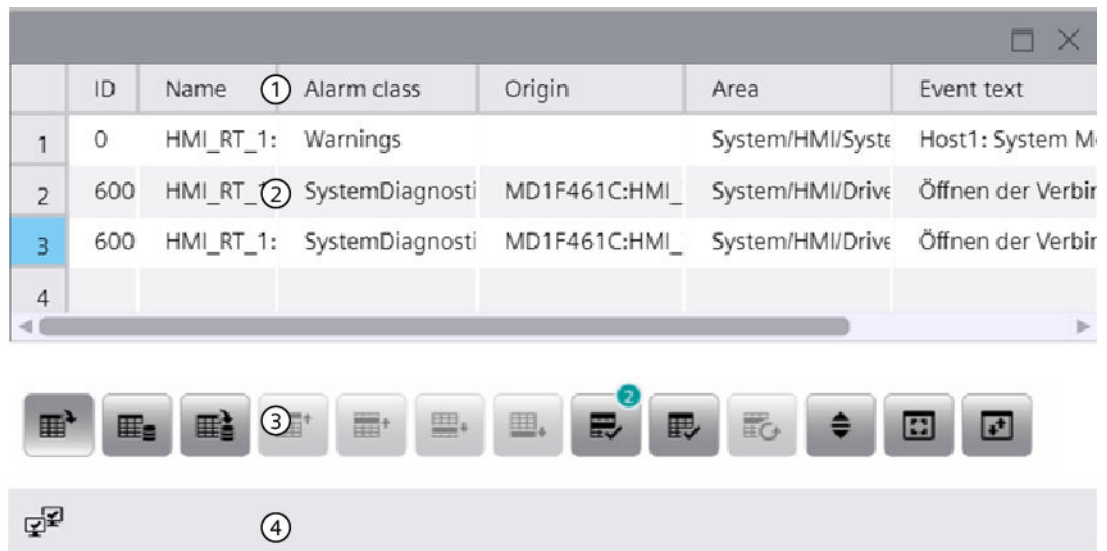 ID Name ① Alarm class Origin Area Event text
1 0 HMI_RT_1: Warnings System/HMI/Syste Host1: System M
2 600 HMI_RT_ ② SystemDiagnosti MD1F461C:HMI_ System/HMI/Drive Öffnen der Verbin
3 600 HMI_RT_1: SystemDiagnosti MD1F461C:HMI_ System/HMI/Drive Öffnen der Verbin
4
2
③
④